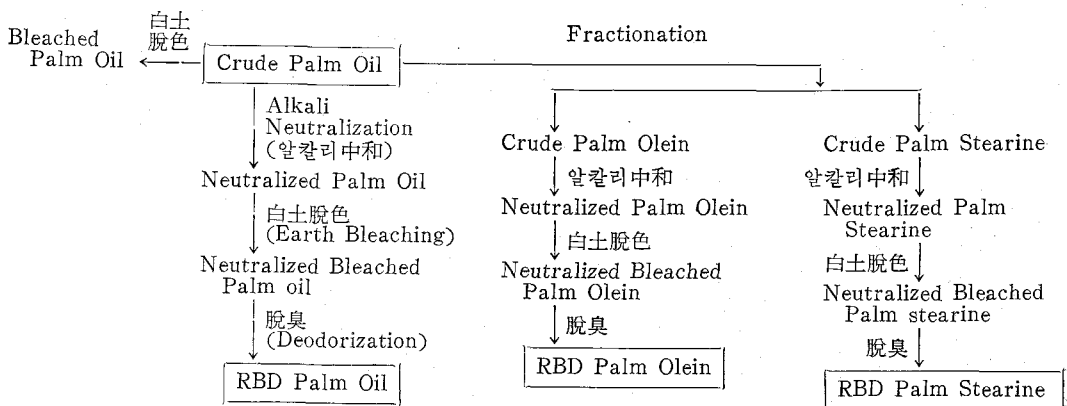 Bleached
Palm Oil
白土
脫色
Crude Palm Oil
Fractionation
Alkali
Neutralization
(알칼리中和)
Neutralized Palm Oil
白土脫色
(Earth Bleaching)
Neutralized Bleached
Palm oil
脫臭
(Deodorization)
RBD Palm Oil
Crude Palm Olein
알칼리中和
Neutralized Palm Olein
白土脫色
Neutralized Bleached
Palm Olein
脫臭
RBD Palm Olein
Crude Palm Stearine
알칼리中和
Neutralized Palm
Stearine
白土脫色
Neutralized Bleached
Palm stearine
脫臭
RBD Palm Stearine